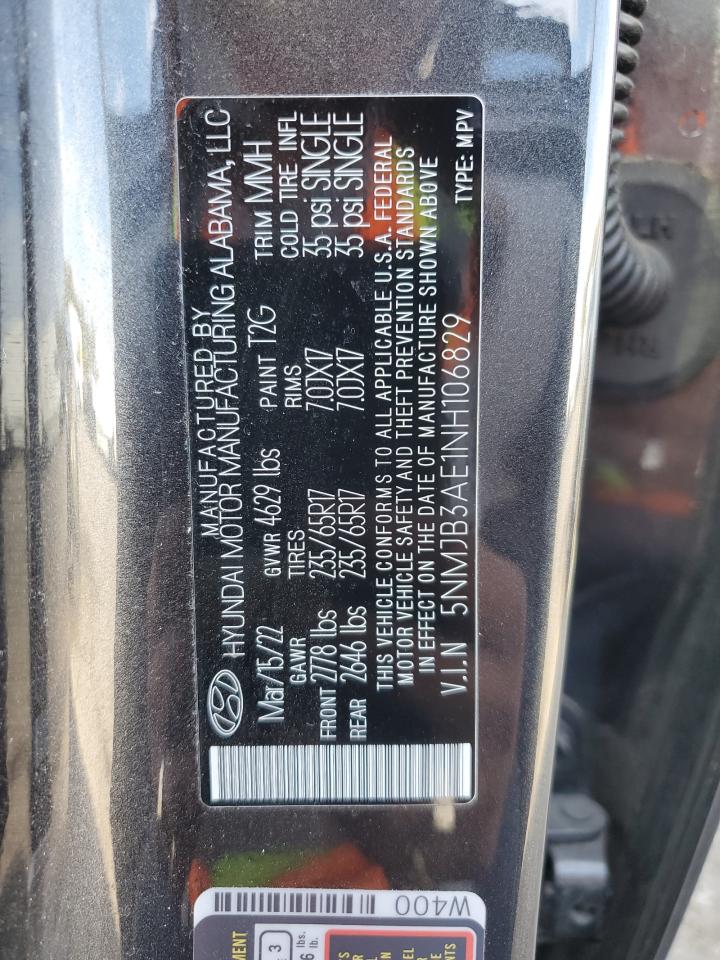 MANUFACTURED BY
HYUNDAI MOTOR MANUFACTURING ALABAMA, LLC
Mar/15/22 GVWR 4629 lbs PAINT T2G TRIM MMH
GAWR TIRES RIMS COLD TIRE INFL
FRONT 2778 lbs 235/65R17 7.0JX17 35 psi SINGLE
REAR 2646 lbs 235/65R17 7.0JX17 35 psi SINGLE
THIS VEHICLE CONFORMS TO ALL APPLICABLE U.S.A. FEDERAL
MOTOR VEHICLE SAFETY AND THEFT PREVENTION STANDARDS
IN EFFECT ON THE DATE OF MANUFACTURE SHOWN ABOVE
V.I.N 5NMJB3AE1NH106829 TYPE: MPV
W400
3
lbs.
lb.